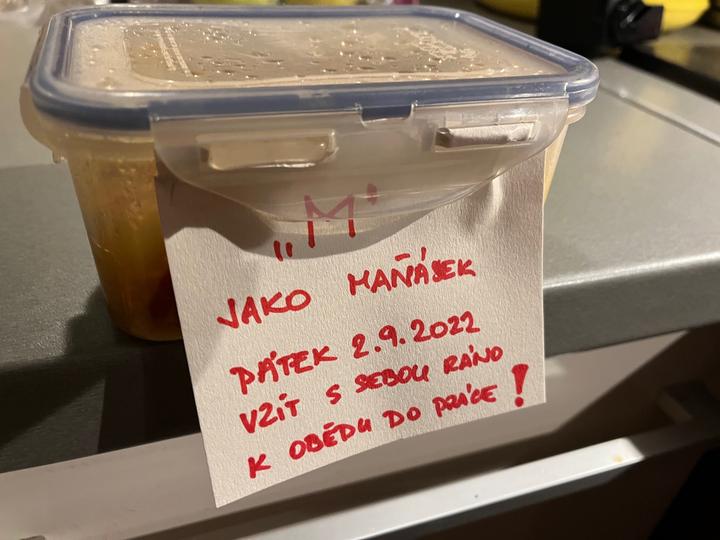 „M"
JAKO MAŇÁSEK
PÁTEK 2.9.2022
VZÍT S SEBOU RÁNO
K OBĚDU DO PRÁCE !